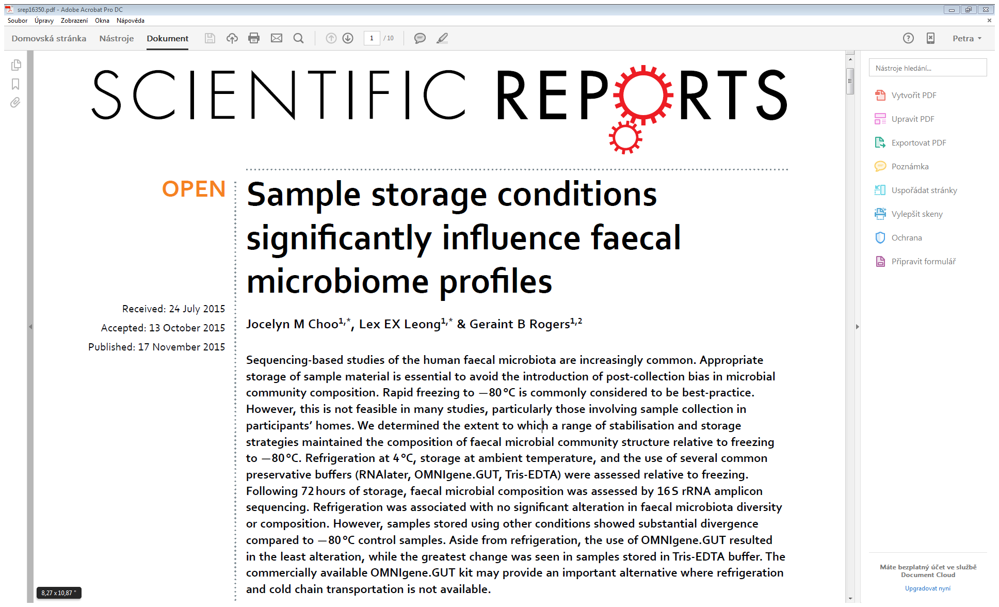 srep16350.pdf - Adobe Acrobat Pro DC
Soubor Úpravy Zobrazení Okna Nápověda
Domovská stránka Nástroje Dokument 1 / 10 Petra
SCIENTIFIC REPORTS
OPEN
Sample storage conditions
significantly influence faecal
microbiome profiles
Received: 24 July 2015
Accepted: 13 October 2015
Published: 17 November 2015
Jocelyn M Choo1,*, Lex EX Leong1,* & Geraint B Rogers1,2
Sequencing-based studies of the human faecal microbiota are increasingly common. Appropriate
storage of sample material is essential to avoid the introduction of post-collection bias in microbial
community composition. Rapid freezing to −80 °C is commonly considered to be best-practice.
However, this is not feasible in many studies, particularly those involving sample collection in
participants’ homes. We determined the extent to which a range of stabilisation and storage
strategies maintained the composition of faecal microbial community structure relative to freezing
to −80 °C. Refrigeration at 4 °C, storage at ambient temperature, and the use of several common
preservative buffers (RNAlater, OMNIgene.GUT, Tris-EDTA) were assessed relative to freezing.
Following 72 hours of storage, faecal microbial composition was assessed by 16 S rRNA amplicon
sequencing. Refrigeration was associated with no significant alteration in faecal microbiota diversity
or composition. However, samples stored using other conditions showed substantial divergence
compared to −80 °C control samples. Aside from refrigeration, the use of OMNIgene.GUT resulted
in the least alteration, while the greatest change was seen in samples stored in Tris-EDTA buffer. The
commercially available OMNIgene.GUT kit may provide an important alternative where refrigeration
and cold chain transportation is not available.
8,27 x 10,87 "
Nástroje hledání...
Vytvořit PDF
Upravit PDF
Exportovat PDF
Poznámka
Uspořádat stránky
Vylepšit skeny
Ochrana
Připravit formulář
Máte bezplatný účet ve službě
Document Cloud
Upgradovat nyní